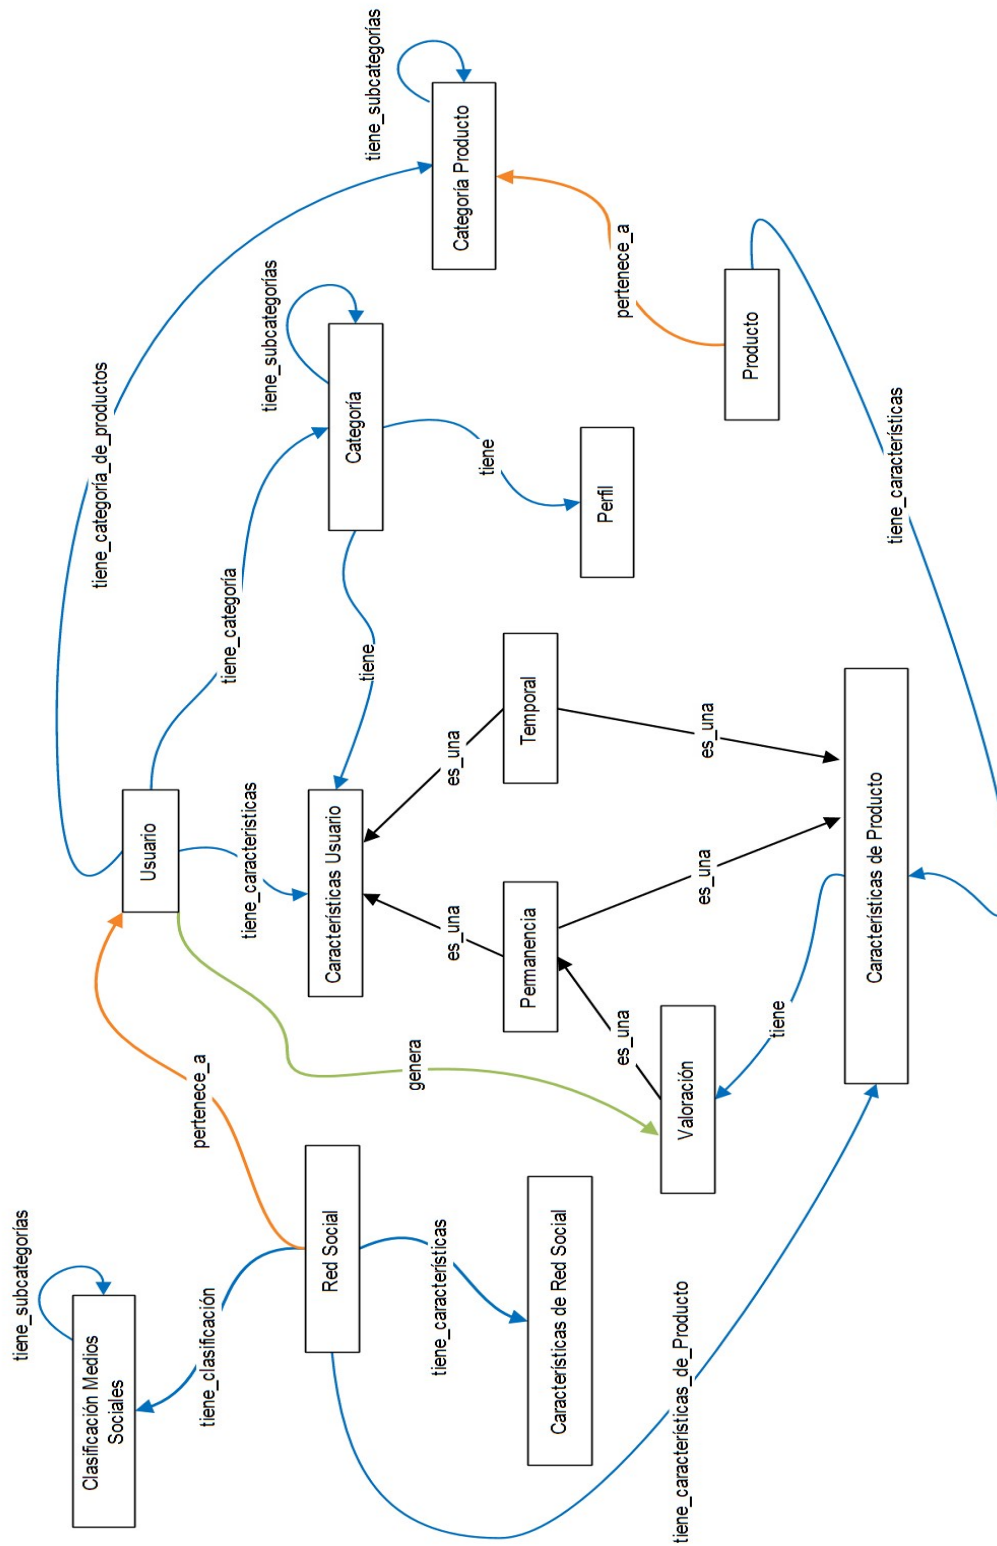 tiene_subcategorías
Clasificación Medios
Sociales
tiene_categoría_de_productos
Usuario
pertenece_a
tiene_clasificación
tiene_categoría
tiene_caracteristicas
tiene_subcategorías
Red Social
Características Usuario
Categoría
tiene
tiene_subcategorías
genera
tiene_características
es_una
es_una
Categoría Producto
tiene
Permanencia
Temporal
Características de Red Social
Perfil
es_una
pertenece_a
tiene_características_de_Producto
Valoración
es_una
es_una
Producto
tiene
Características de Producto
tiene_características